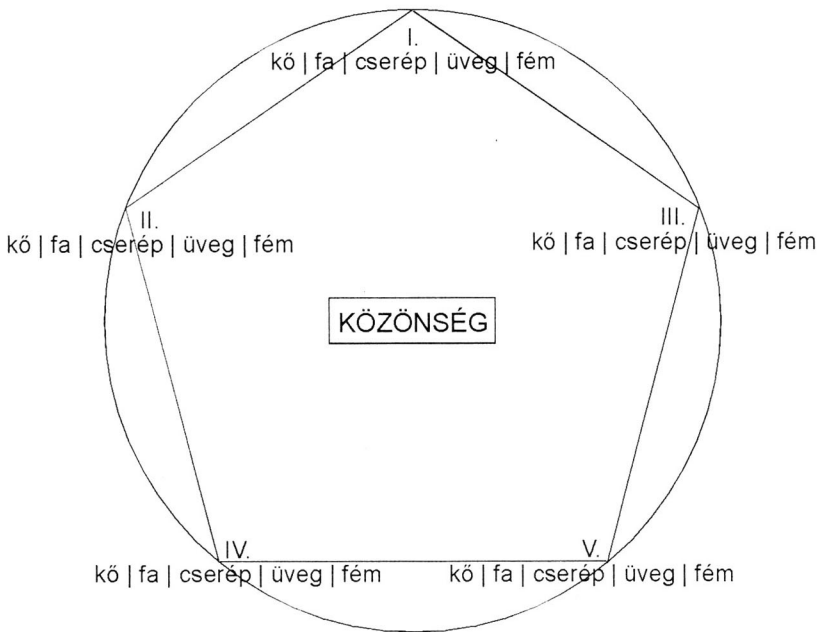 I.
kő | fa | cserép | üveg | fém
II.
kő | fa | cserép | üveg | fém
III.
kő | fa | cserép | üveg | fém
KÖZÖNSÉG
IV.
kő | fa | cserép | üveg | fém
V.
kő | fa | cserép | üveg | fém